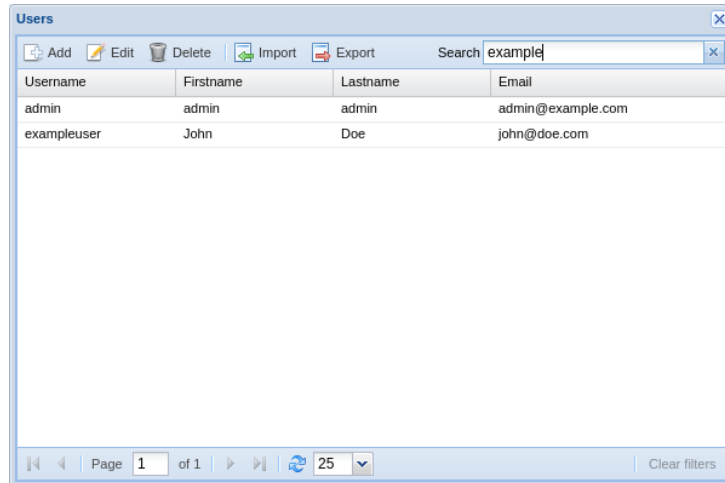 Users
Add Edit Delete Import Export Search example
Username Firstname Lastname Email
admin admin admin admin@example.com
exampleuser John Doe john@doe.com
Page 1 of 1 25 Clear filters